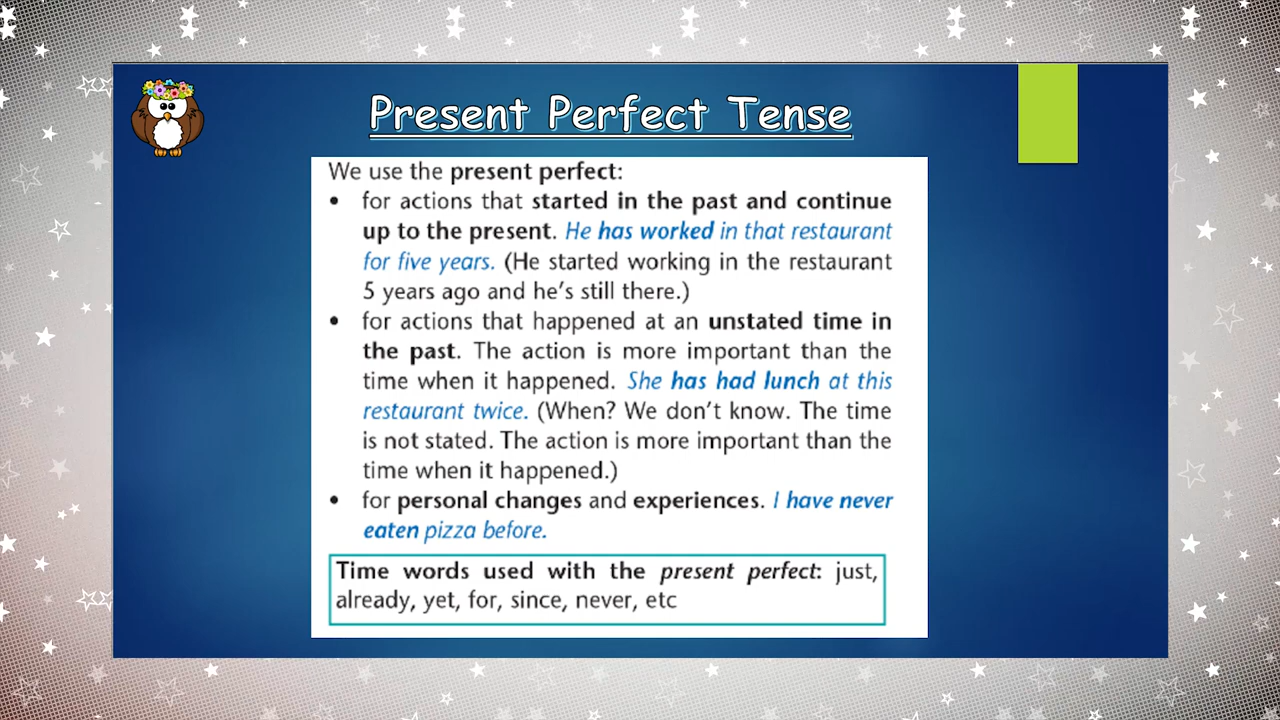 Present Perfect Tense
We use the present perfect:
• for actions that started in the past and continue
up to the present. He has worked in that restaurant
for five years. (He started working in the restaurant
5 years ago and he's still there.)
• for actions that happened at an unstated time in
the past. The action is more important than the
time when it happened. She has had lunch at this
restaurant twice. (When? We don't know. The time
is not stated. The action is more important than the
time when it happened.)
• for personal changes and experiences. I have never
eaten pizza before.
Time words used with the present perfect: just,
already, yet, for, since, never, etc